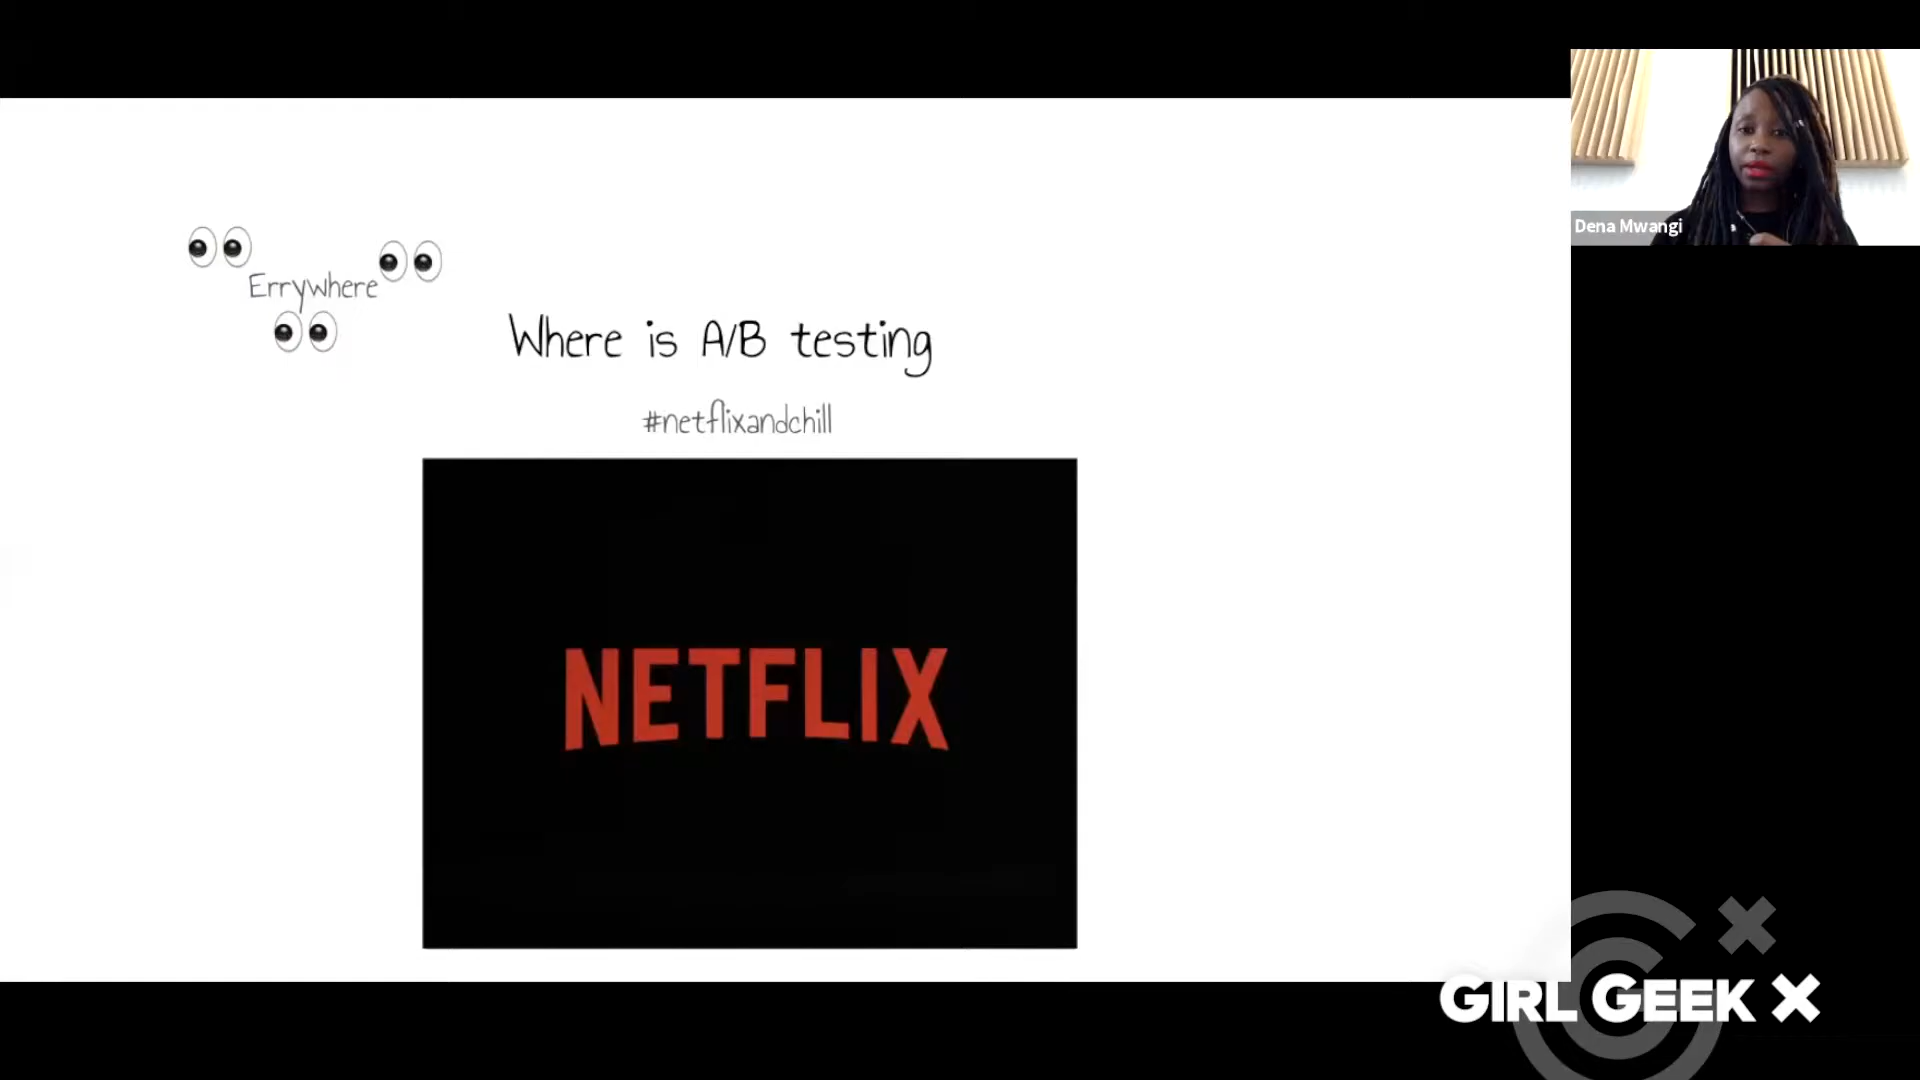 Dena Mwangi
Errywhere
Where is A/B testing
#netflixandchill
NETFLIX
GIRL GEEK X